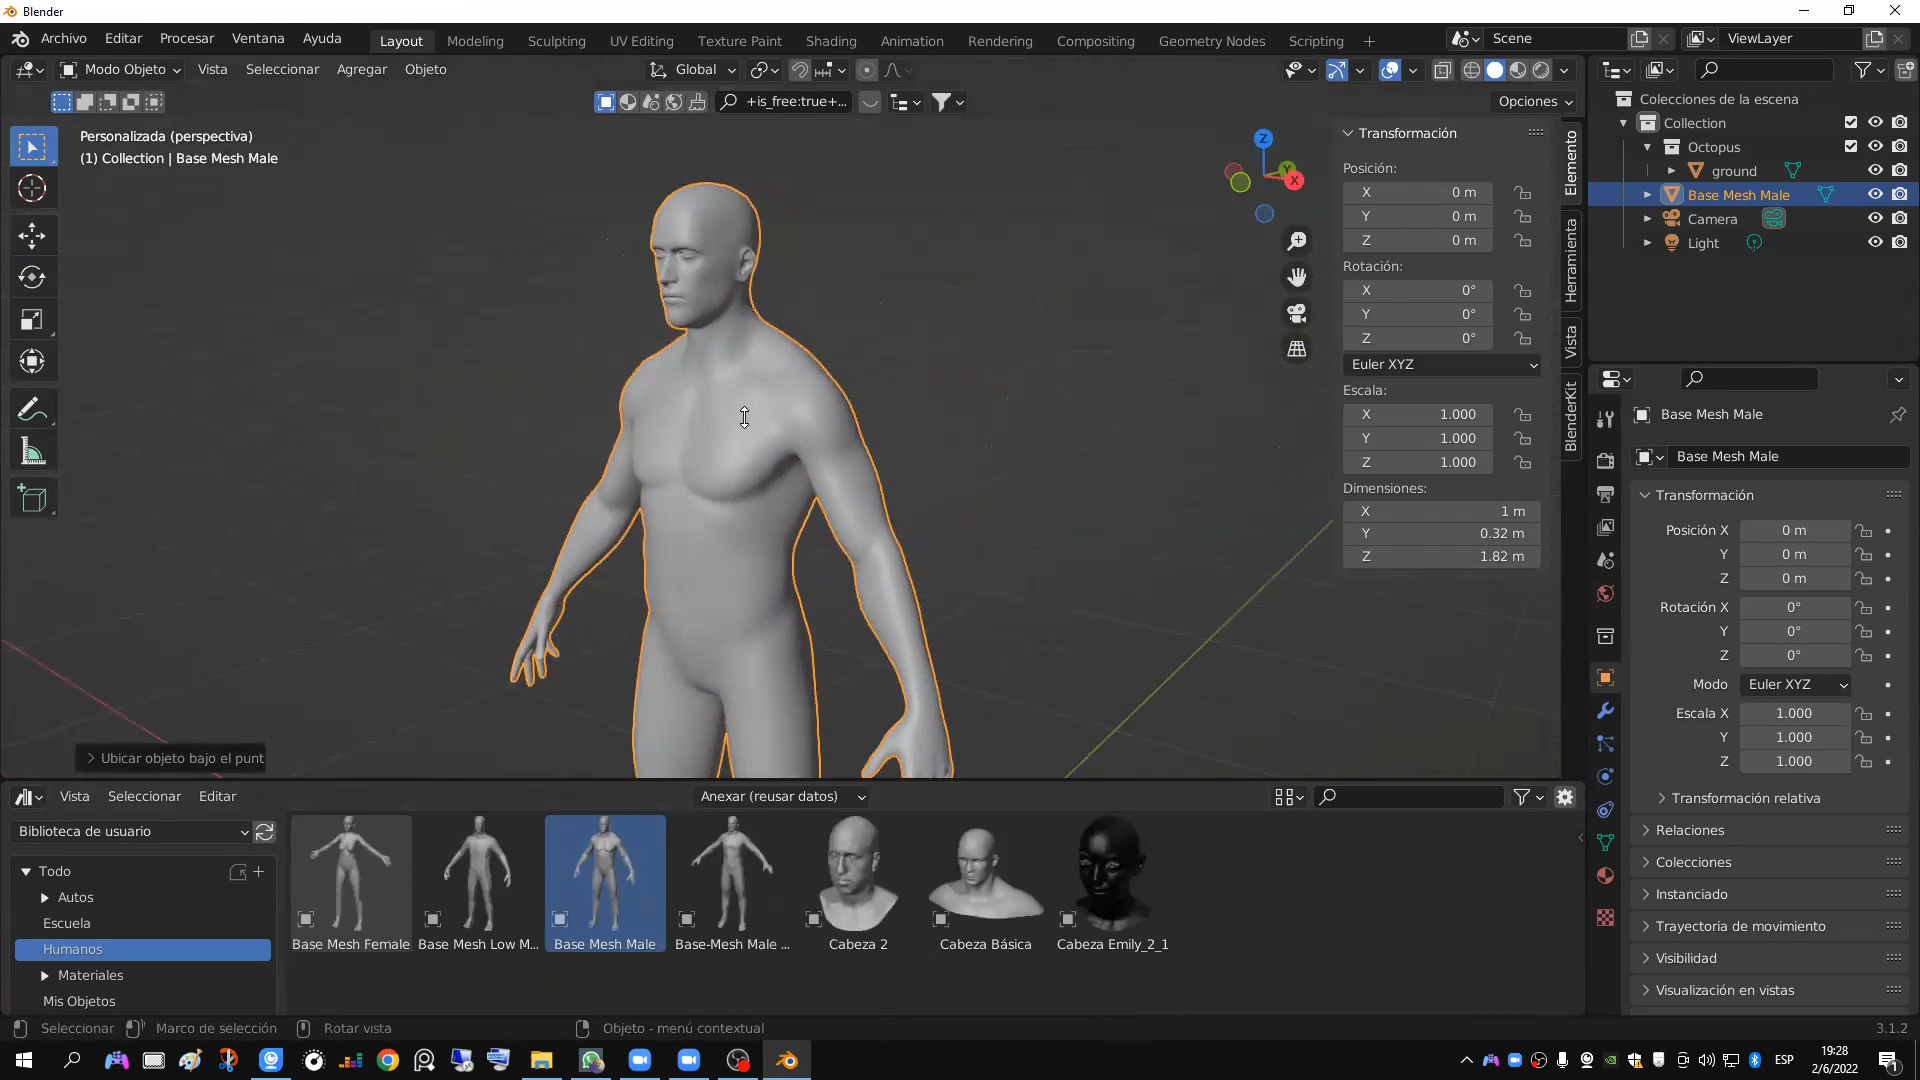 Blender
Archivo Editar Procesar Ventana Ayuda
Layout Modeling Sculpting UV Editing Texture Paint Shading Animation Rendering Compositing Geometry Nodes Scripting
Scene
ViewLayer
Modo Objeto Vista Seleccionar Agregar Objeto
Global
+is_free:true+...
Opciones
Personalizada (perspectiva)
(1) Collection | Base Mesh Male
Z
Y
X
Transformación
Posición:
X 0 m
Y 0 m
Z 0 m
Rotación:
X 0°
Y 0°
Z 0°
Euler XYZ
Escala:
X 1.000
Y 1.000
Z 1.000
Dimensiones:
X 1 m
Y 0.32 m
Z 1.82 m
Elemento
Herramienta
Vista
BlenderKit
Ubicar objeto bajo el punt
Colecciones de la escena
Collection
Octopus
ground
Base Mesh Male
Camera
Light
Base Mesh Male
Base Mesh Male
Transformación
Posición X 0 m
Y 0 m
Z 0 m
Rotación X 0°
Y 0°
Z 0°
Modo Euler XYZ
Escala X 1.000
Y 1.000
Z 1.000
Transformación relativa
Relaciones
Colecciones
Instanciado
Trayectoria de movimiento
Visibilidad
Visualización en vistas
Vista Seleccionar Editar
Anexar (reusar datos)
Biblioteca de usuario
Todo
Autos
Escuela
Humanos
Materiales
Mis Objetos
Base Mesh Female
Base Mesh Low M...
Base Mesh Male
Base-Mesh Male ...
Cabeza 2
Cabeza Básica
Cabeza Emily_2_1
Seleccionar Marco de selección Rotar vista Objeto - menú contextual
3.1.2
ESP
19:28
2/6/2022
1